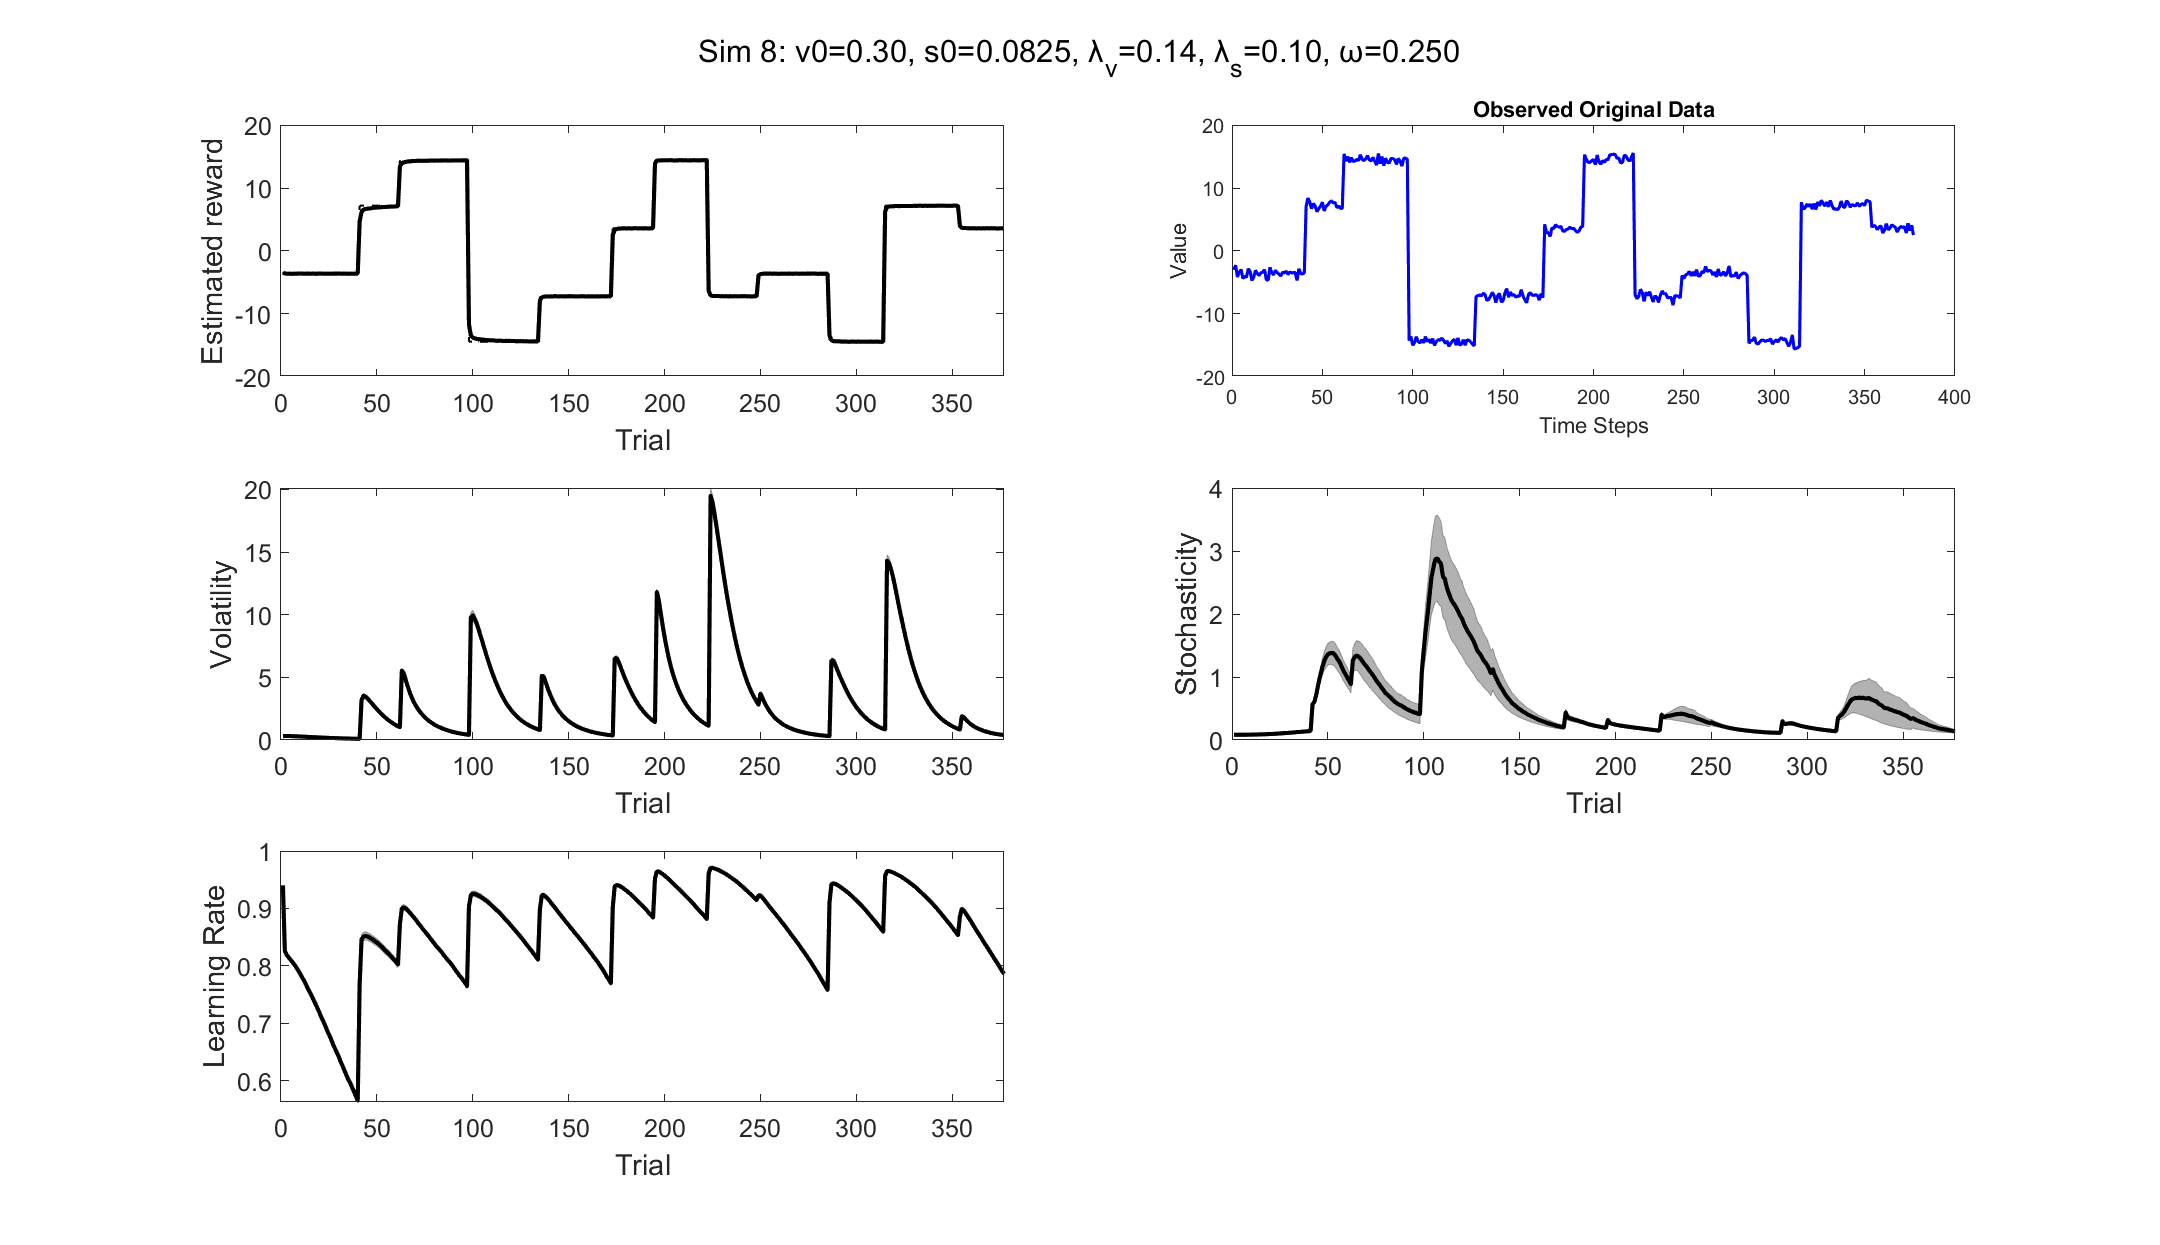 Sim 8: v0=0.30, s0=0.0825, λv=0.14, λs=0.10, ω=0.250
Estimated reward
20
10
0
-10
-20
0 50 100 150 200 250 300 350
Trial
Observed Original Data
Value
20
10
0
-10
-20
0 50 100 150 200 250 300 350 400
Time Steps
Volatility
20
15
10
5
0
0 50 100 150 200 250 300 350
Trial
Stochasticity
4
3
2
1
0
0 50 100 150 200 250 300 350
Trial
Learning Rate
1
0.9
0.8
0.7
0.6
0 50 100 150 200 250 300 350
Trial